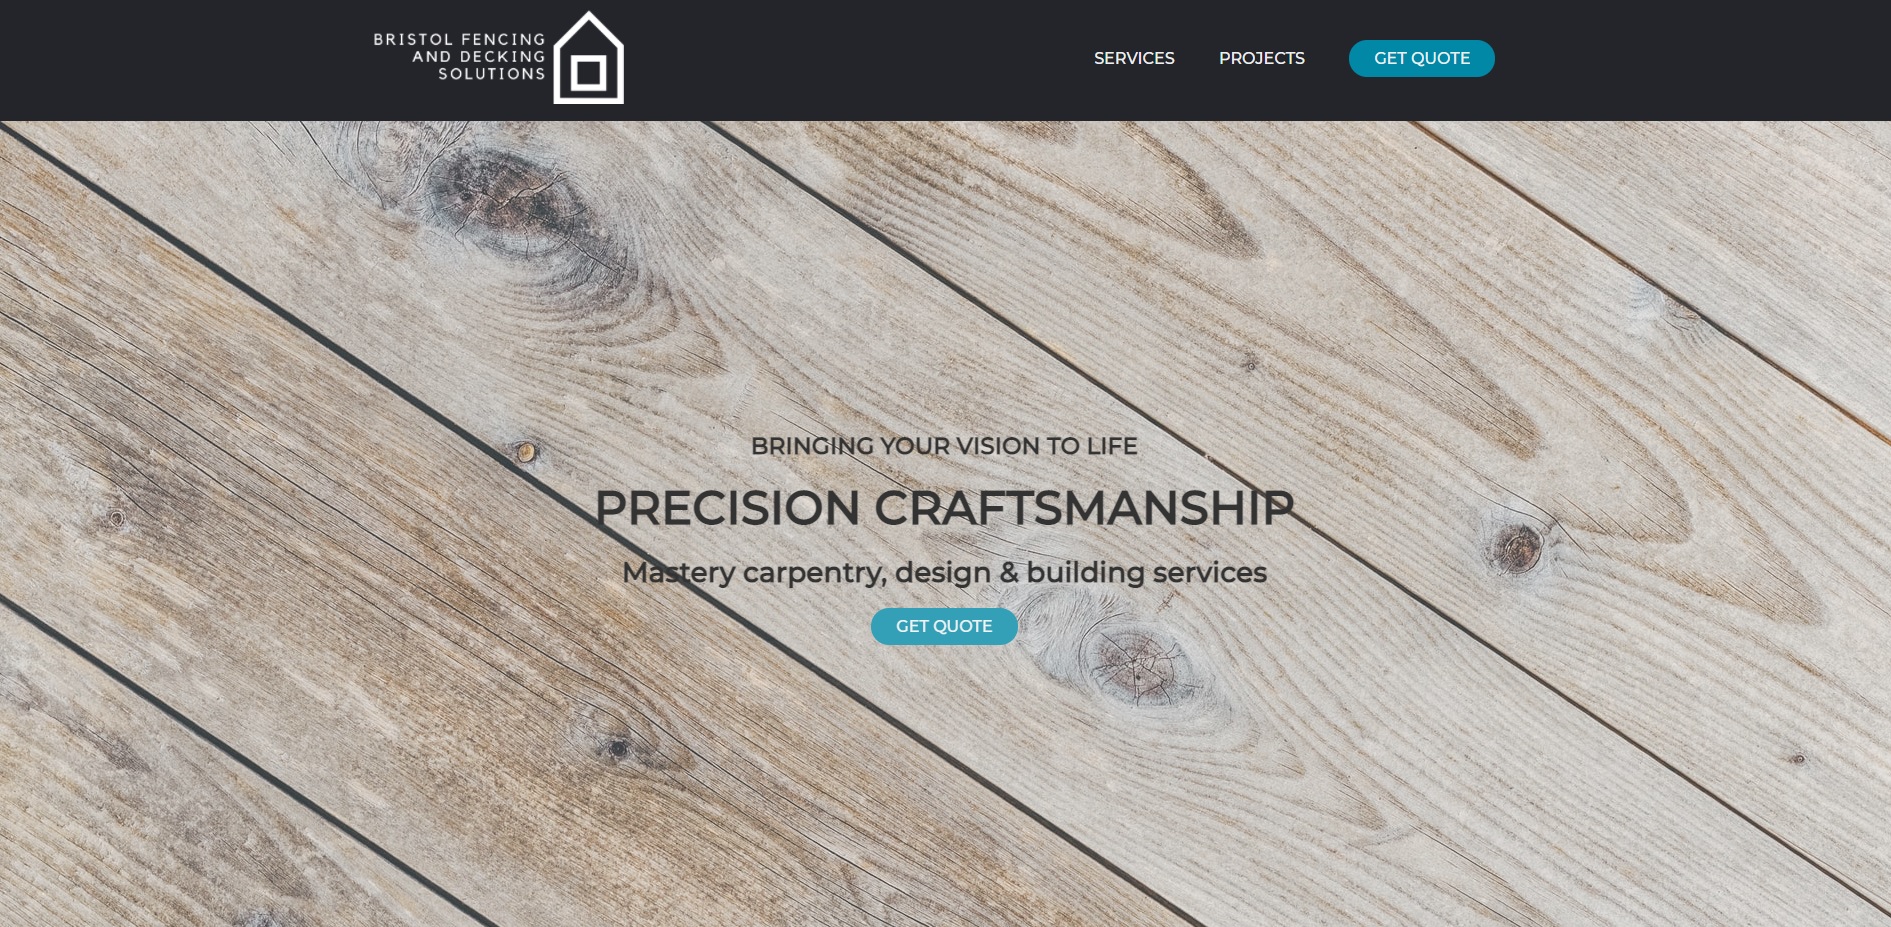 BRISTOL FENCING
AND DECKING
SOLUTIONS
SERVICES PROJECTS GET QUOTE
BRINGING YOUR VISION TO LIFE
PRECISION CRAFTSMANSHIP
Mastery carpentry, design & building services
GET QUOTE